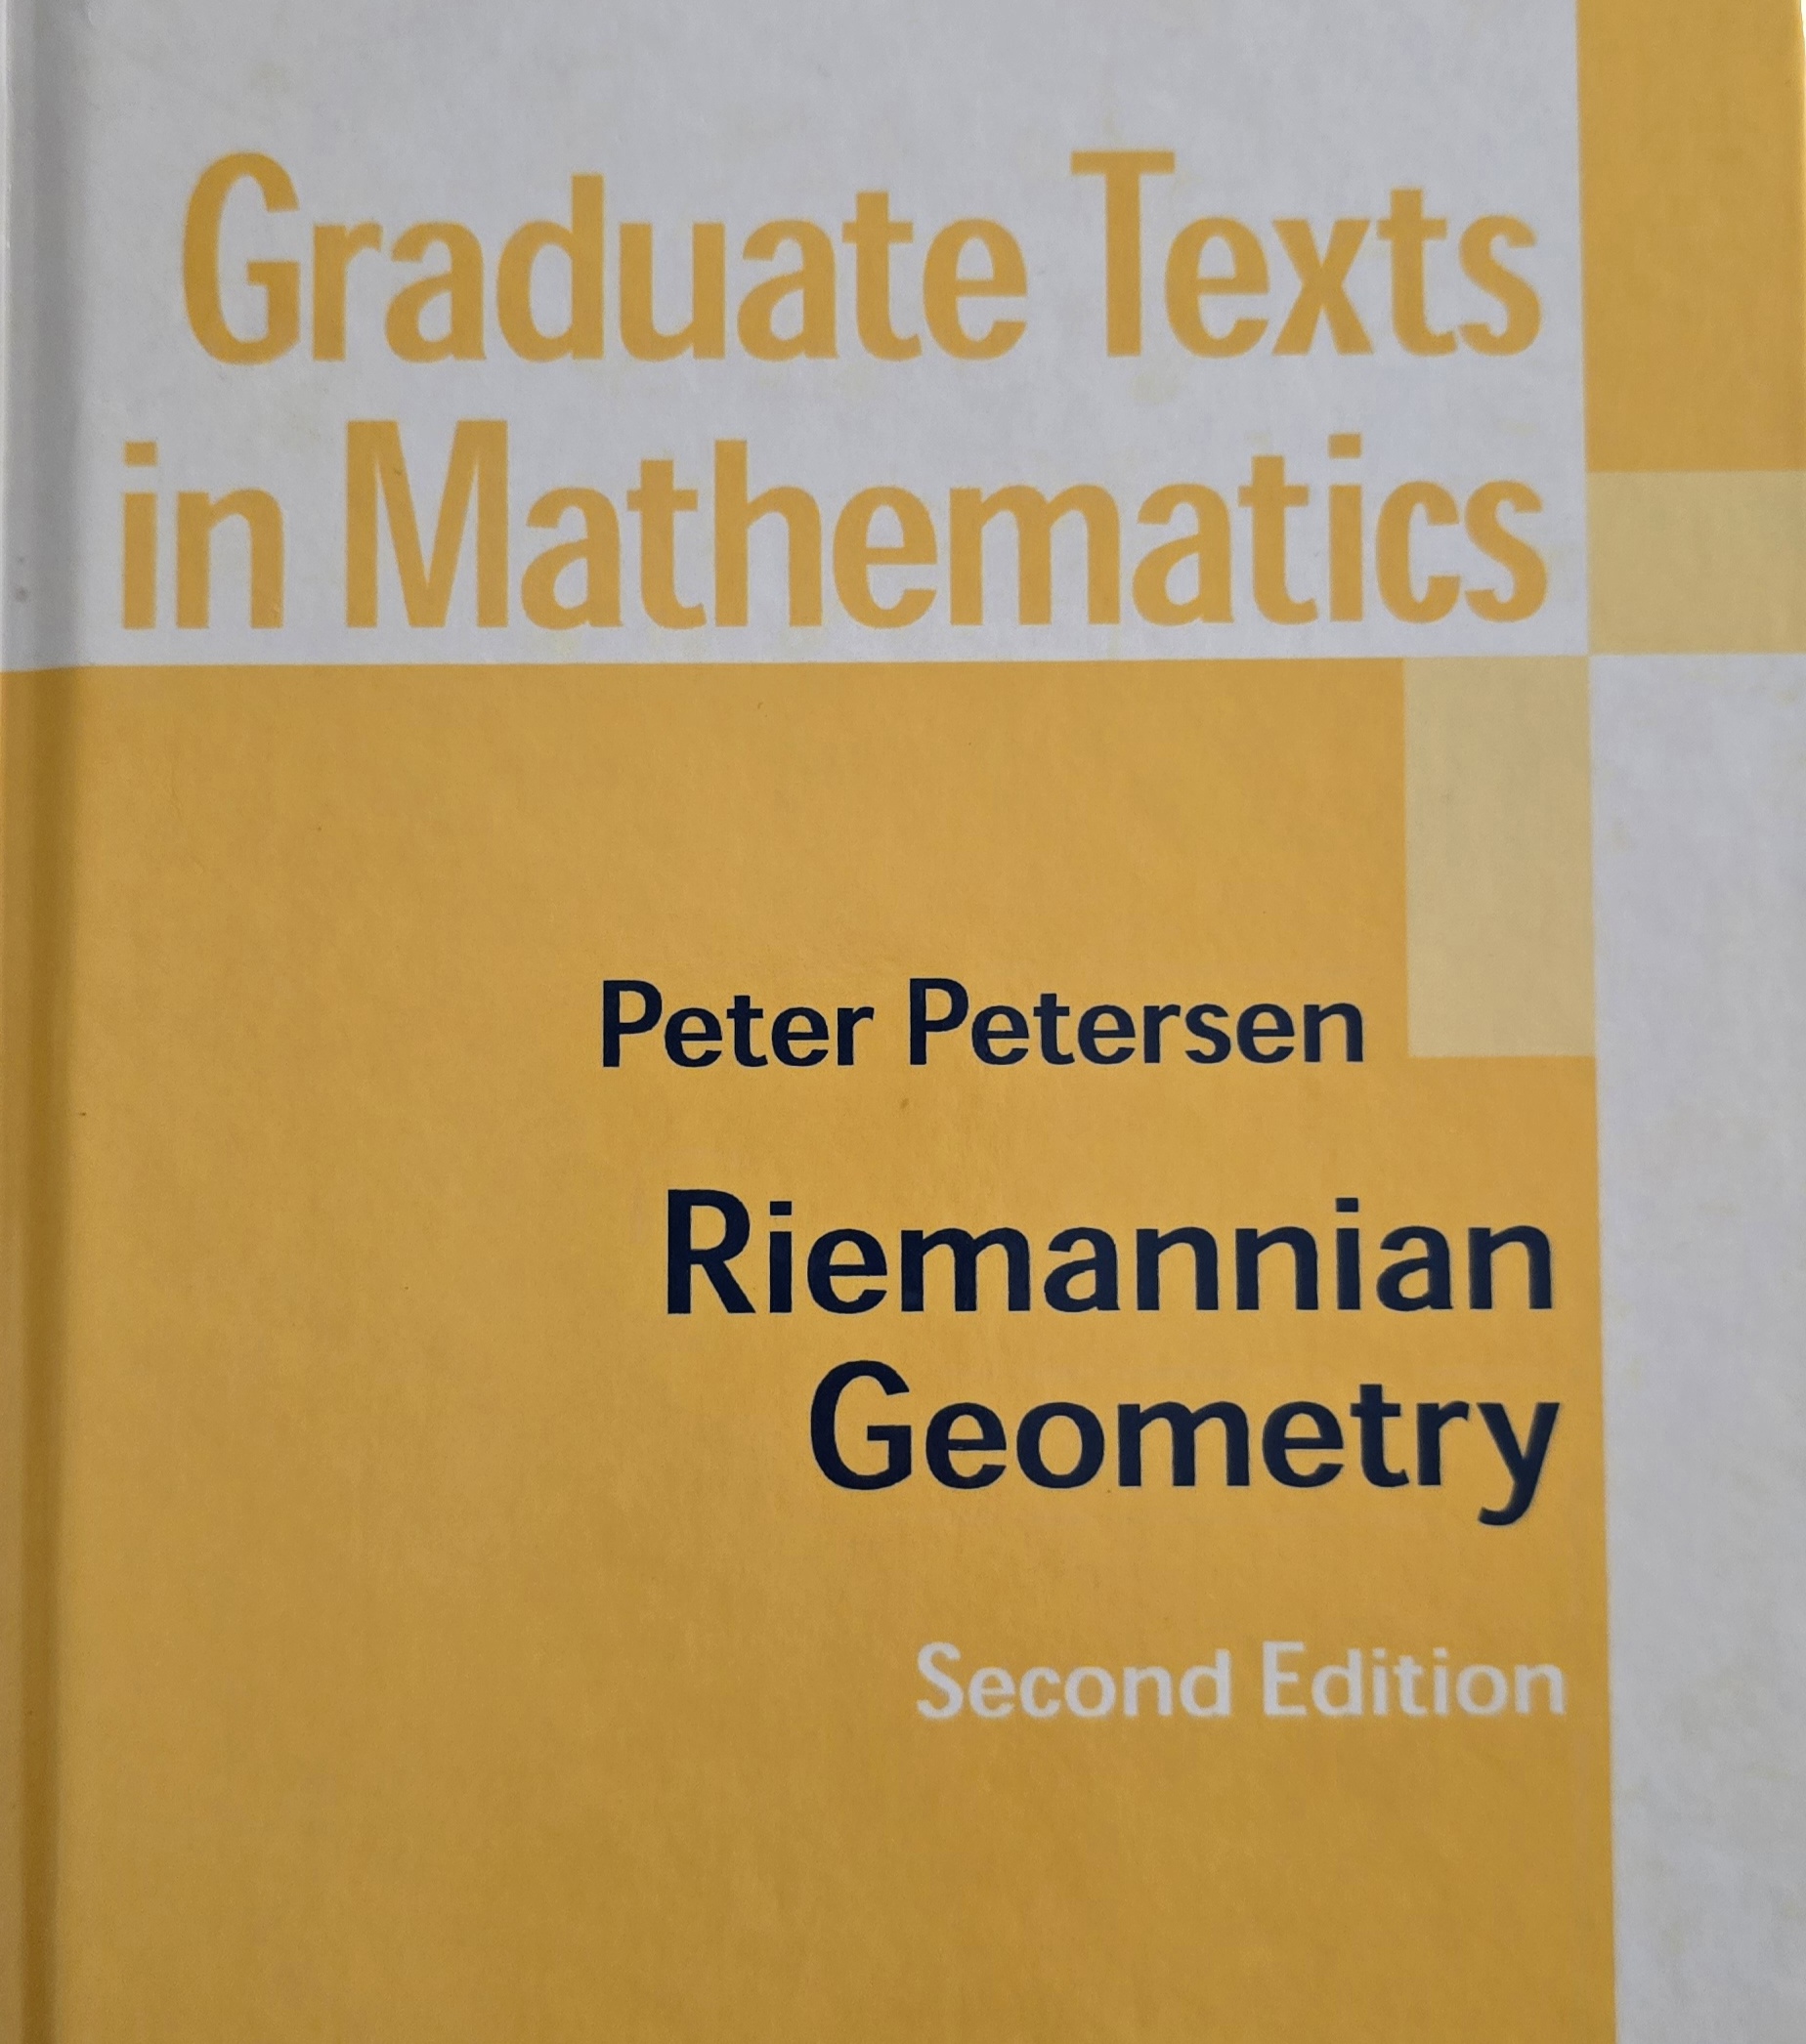 Graduate Texts
in Mathematics
Peter Petersen
Riemannian
Geometry
Second Edition